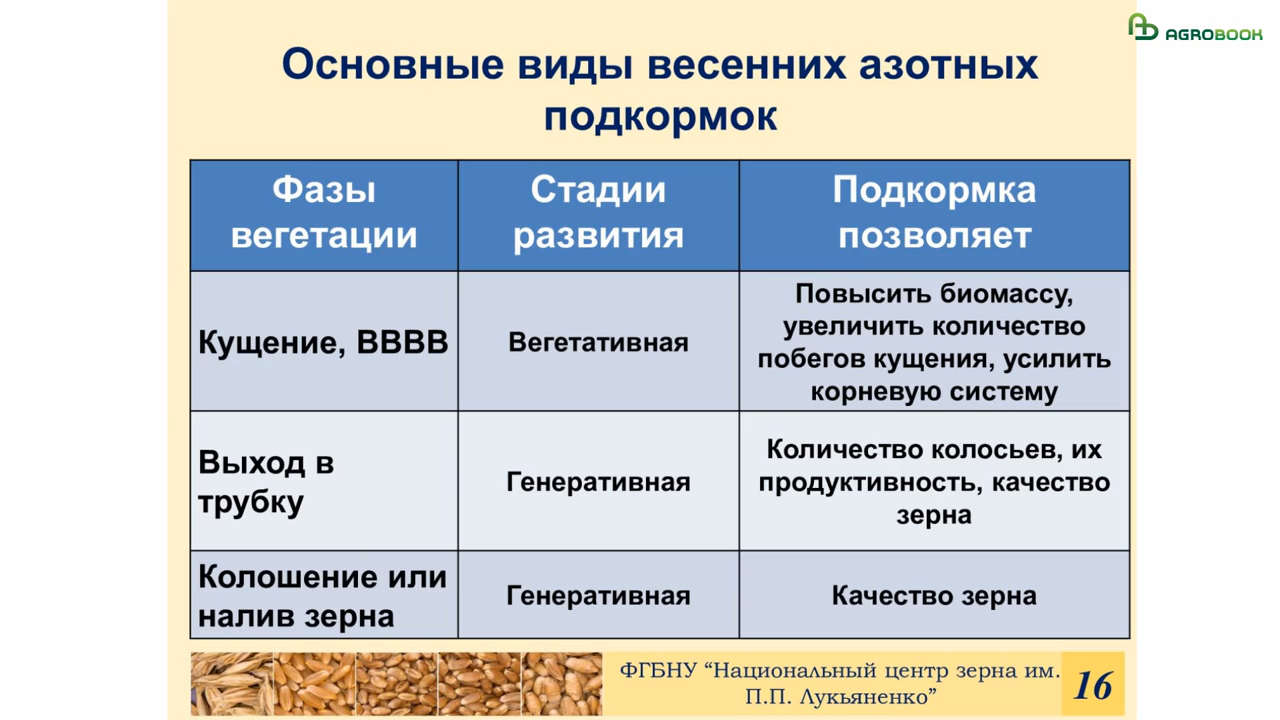 AGROBOOK
Основные виды весенних азотных
подкормок
Фазы
вегетации
Стадии
развития
Подкормка
позволяет
Кущение, ВВВВ
Вегетативная
Повысить биомассу,
увеличить количество
побегов кущения, усилить
корневую систему
Выход в
трубку
Генеративная
Количество колосьев, их
продуктивность, качество
зерна
Колошение или
налив зерна
Генеративная
Качество зерна
ФГБНУ “Национальный центр зерна им.
П.П. Лукьяненко”
16